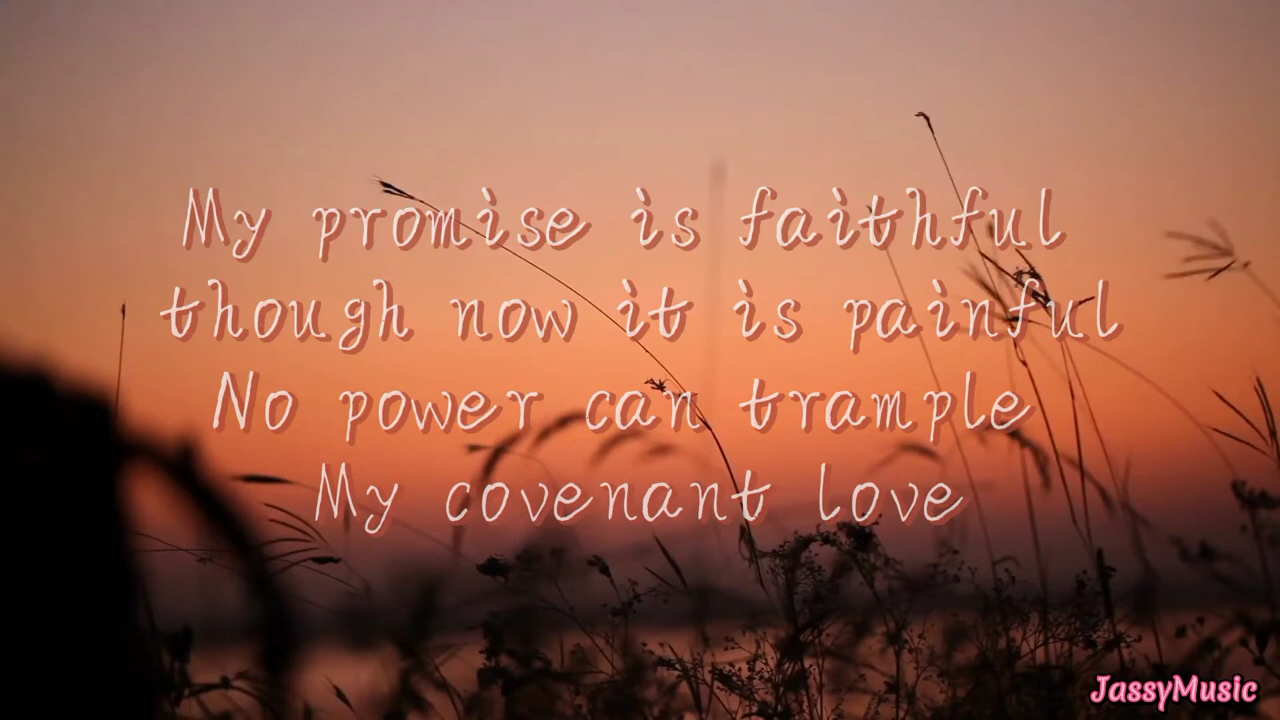 My promise is faithful
though now it is painful
No power can trample
My covenant love
JassyMusic